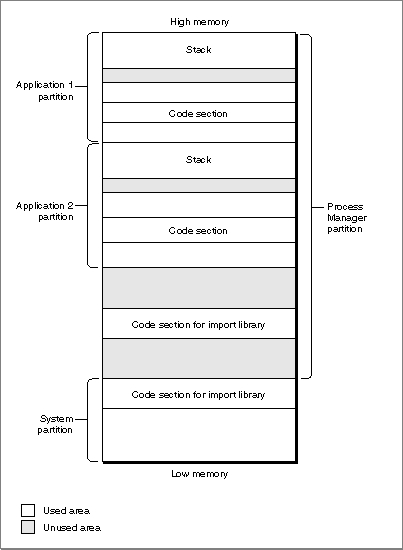 High memory
Stack
Application 1
partition
Code section
Stack
Application 2
partition
Process
Manager
partition
Code section
Code section for import library
Code section for import library
System
partition
Low memory
Used area
Unused area